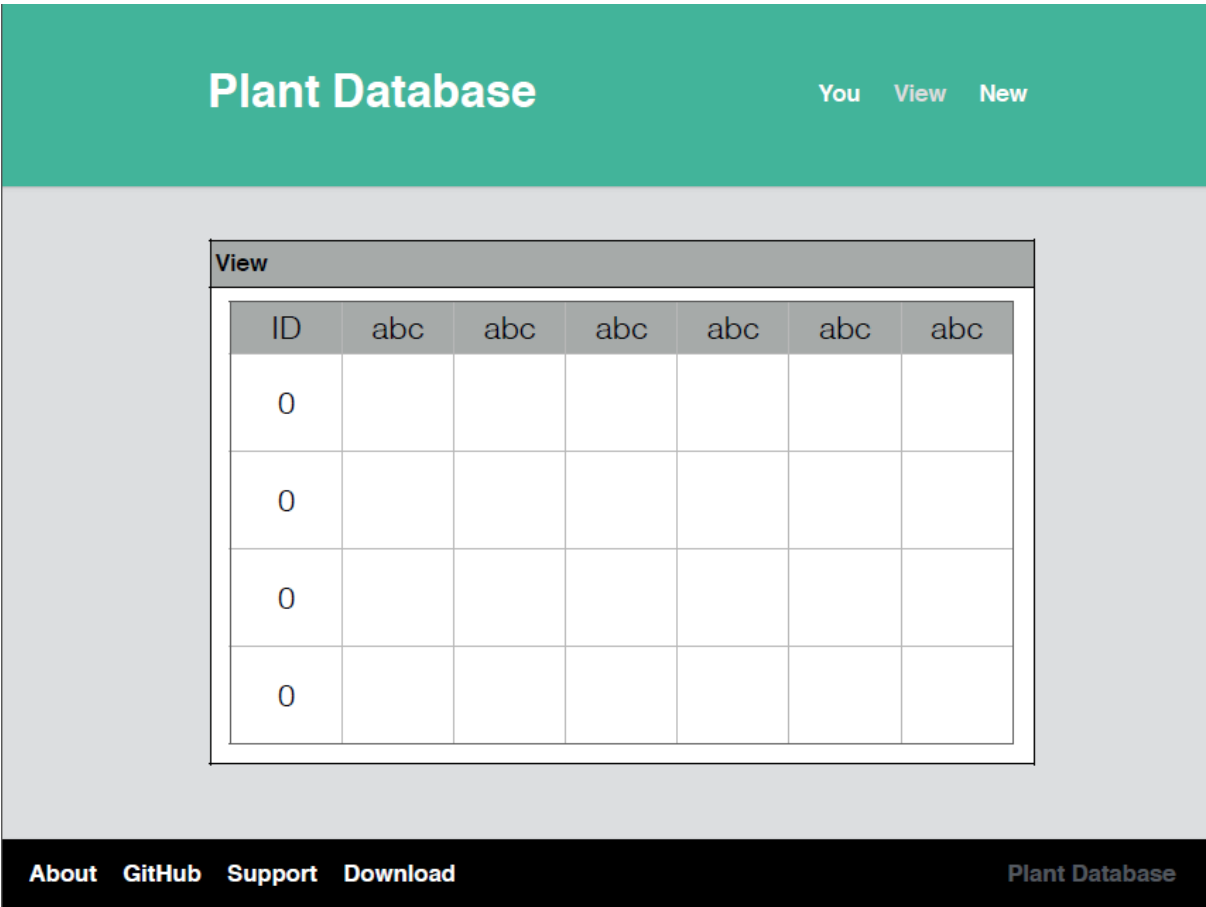 Plant Database You View New
View
ID abc abc abc abc abc abc
0
0
0
0
About GitHub Support Download Plant Database